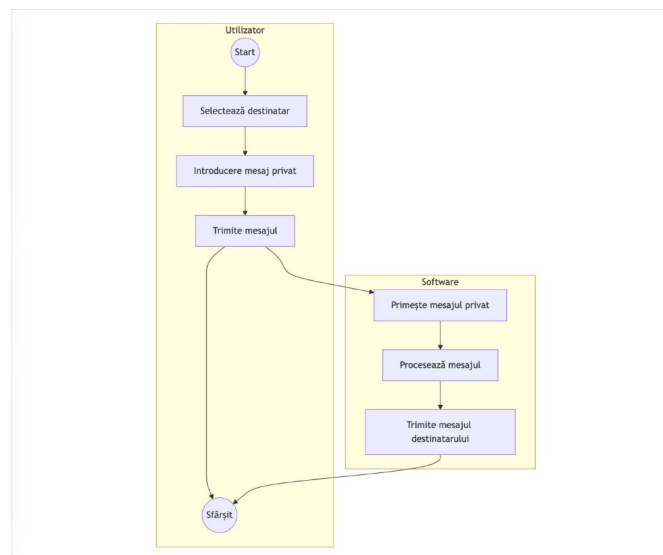 Utilizator
Start
Selectează destinatar
Introducere mesaj privat
Trimite mesajul
Software
Primește mesajul privat
Procesează mesajul
Trimite mesajul
destinatarului
Sfârșit